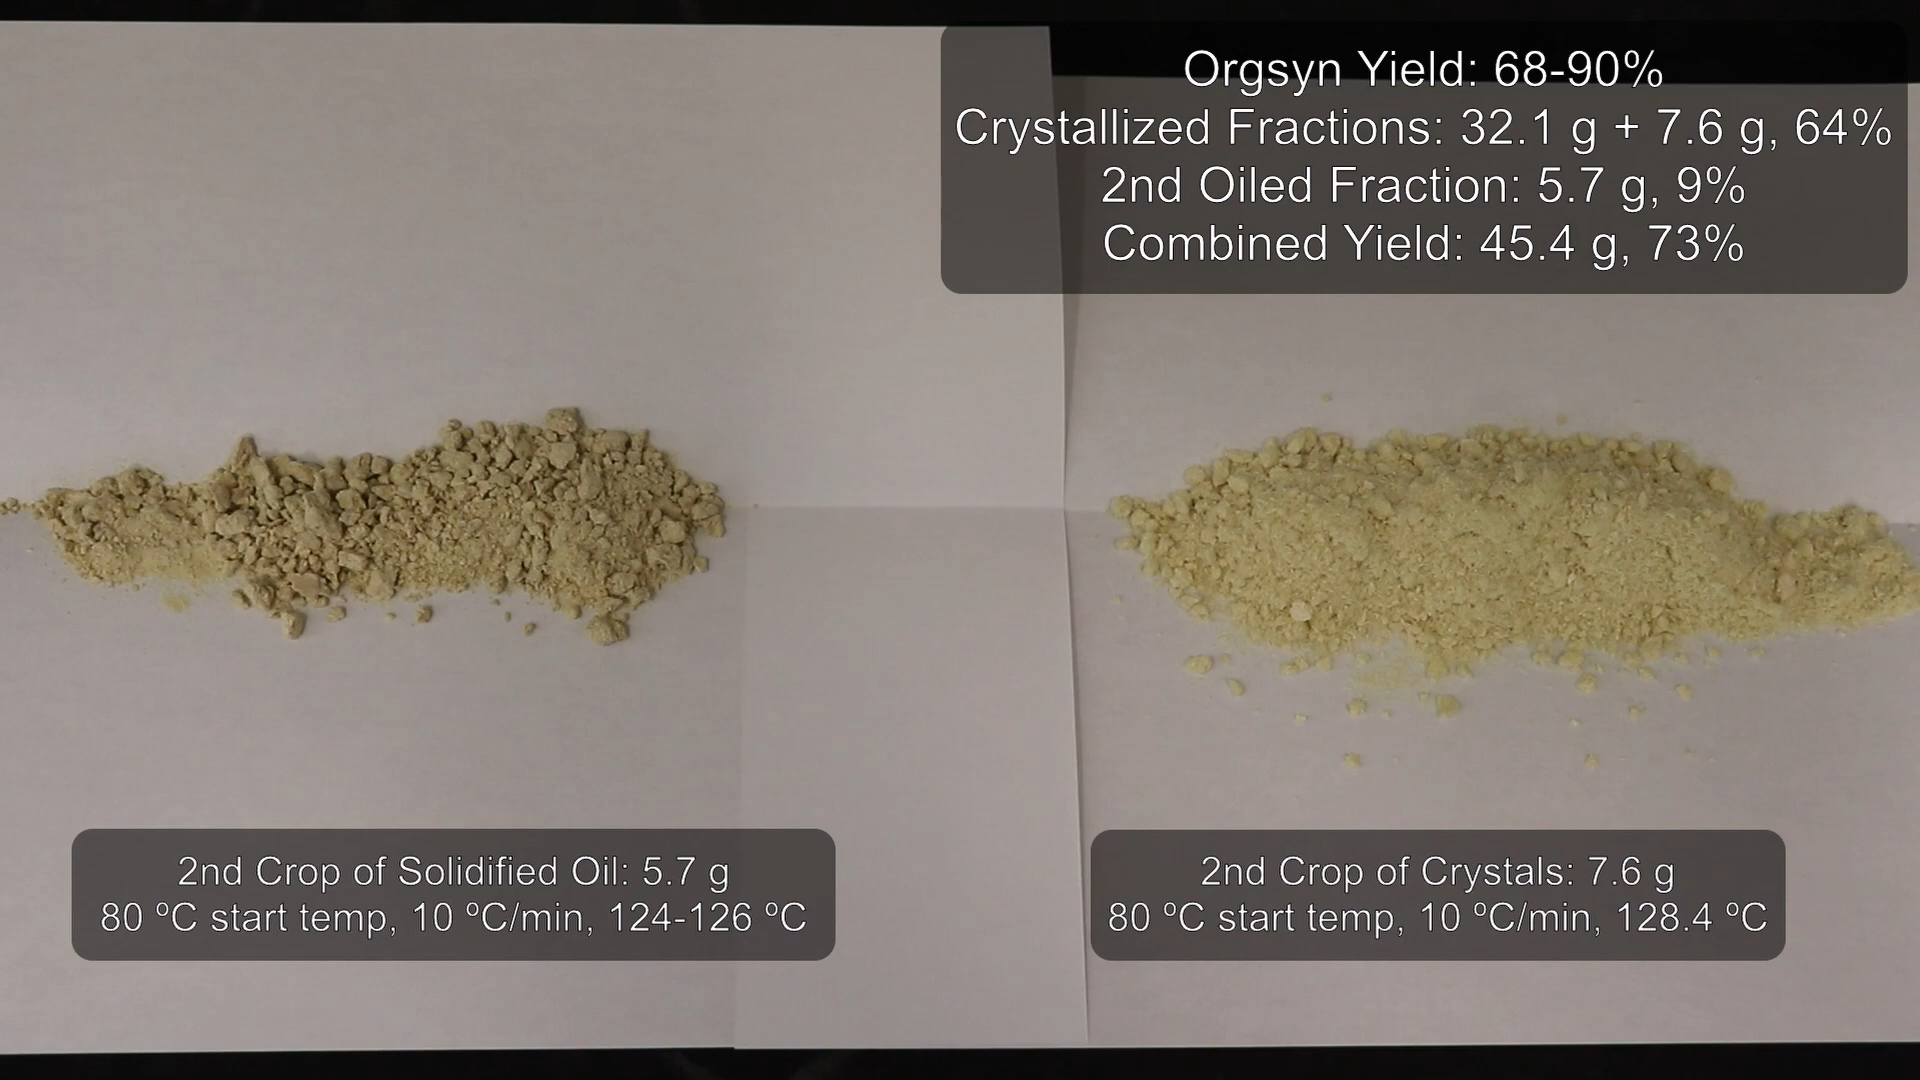 Orgsyn Yield: 68-90%
Crystallized Fractions: 32.1 g + 7.6 g, 64%
2nd Oiled Fraction: 5.7 g, 9%
Combined Yield: 45.4 g, 73%
2nd Crop of Solidified Oil: 5.7 g
80 ºC start temp, 10 ºC/min, 124-126 ºC
2nd Crop of Crystals: 7.6 g
80 ºC start temp, 10 ºC/min, 128.4 ºC